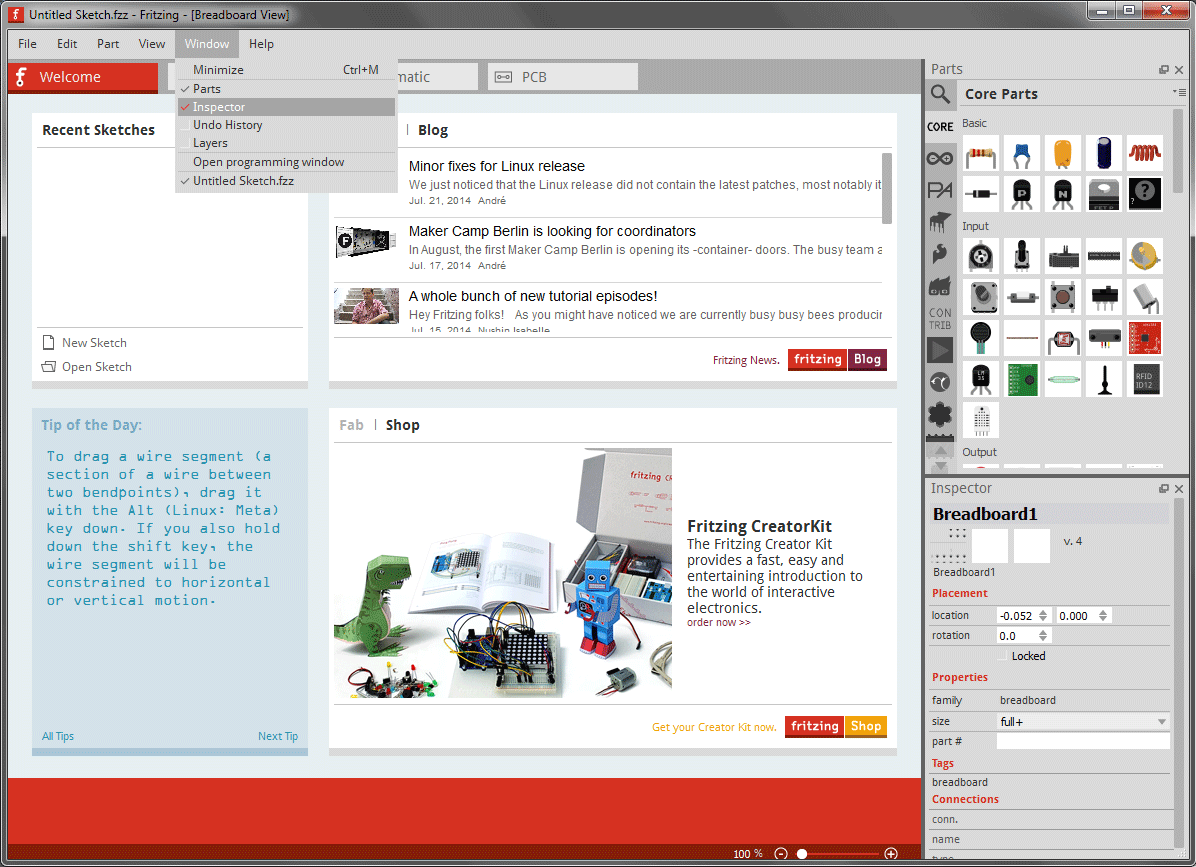 Untitled Sketch.fzz - Fritzing - [Breadboard View]
File Edit Part View Window Help
Minimize Ctrl+M
Parts
Inspector
Undo History
Layers
Open programming window
Untitled Sketch.fzz
Welcome
matic
PCB
Recent Sketches
New Sketch
Open Sketch
Blog
Minor fixes for Linux release
We just noticed that the Linux release did not contain the latest patches, most notably it
Jul. 21, 2014 André
Maker Camp Berlin is looking for coordinators
In August, the first Maker Camp Berlin is opening its -container- doors. The busy team a
Jul. 17, 2014 André
A whole bunch of new tutorial episodes!
Hey Fritzing folks! As you might have noticed we are currently busy busy bees producin
Jul. 15, 2014 Nushin Isabelle
Fritzing News. fritzing Blog
Tip of the Day:
To drag a wire segment (a
section of a wire between
two bendpoints), drag it
with the Alt (Linux: Meta)
key down. If you also hold
down the shift key, the
wire segment will be
constrained to horizontal
or vertical motion.
All Tips Next Tip
Fab Shop
Fritzing CreatorKit
The Fritzing Creator Kit
provides a fast, easy and
entertaining introduction to
the world of interactive
electronics.
order now >>
Get your Creator Kit now. fritzing Shop
100 %
Parts
Core Parts
CORE
CON
TRIB
Basic
P
N
FET P
?
Input
LM
35
RFID
ID12
Output
Inspector
Breadboard1
v. 4
Breadboard1
Placement
location -0.052 0.000
rotation 0.0
Locked
Properties
family breadboard
size full+
part #
Tags
breadboard
Connections
conn.
name
type